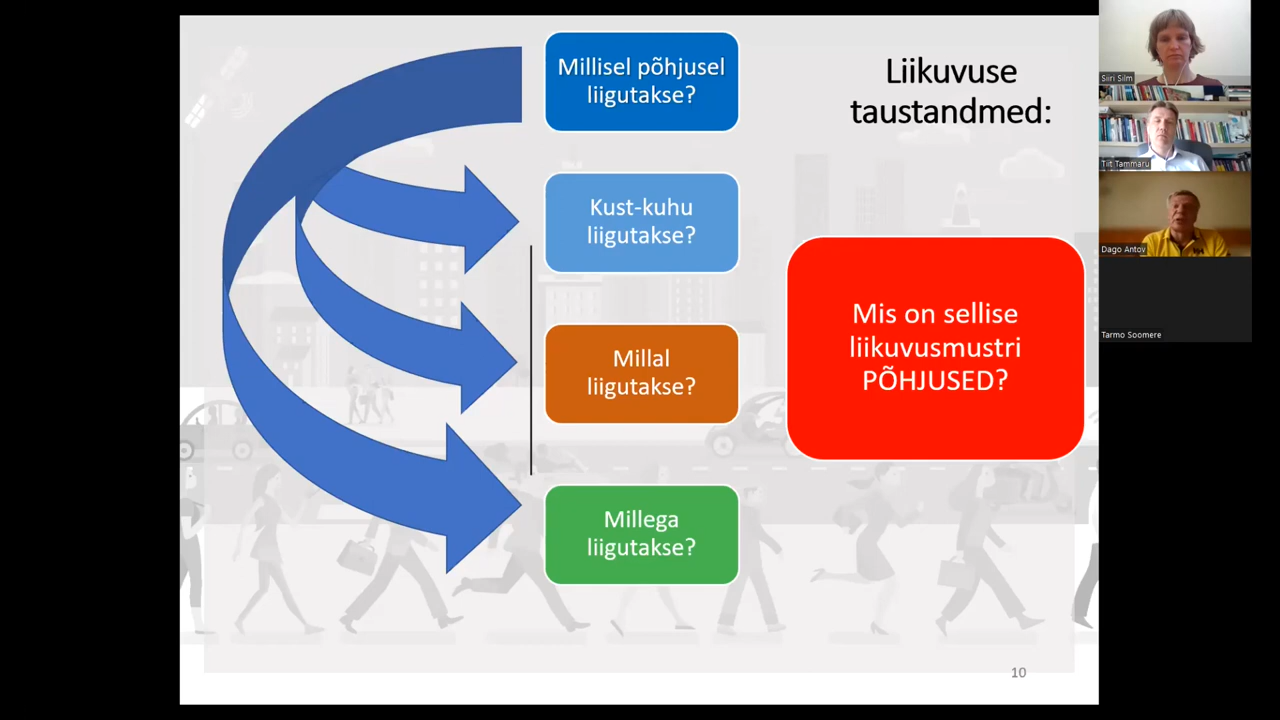 Millisel põhjusel
liigutakse?
Liikuvuse
taustandmed:
Kust-kuhu
liigutakse?
Millal
liigutakse?
Millega
liigutakse?
Mis on sellise
liikuvusmustri
PÕHJUSED?
10
Siiri Silm
Tiit Tammaru
Dago Antov
Tarmo Soomere